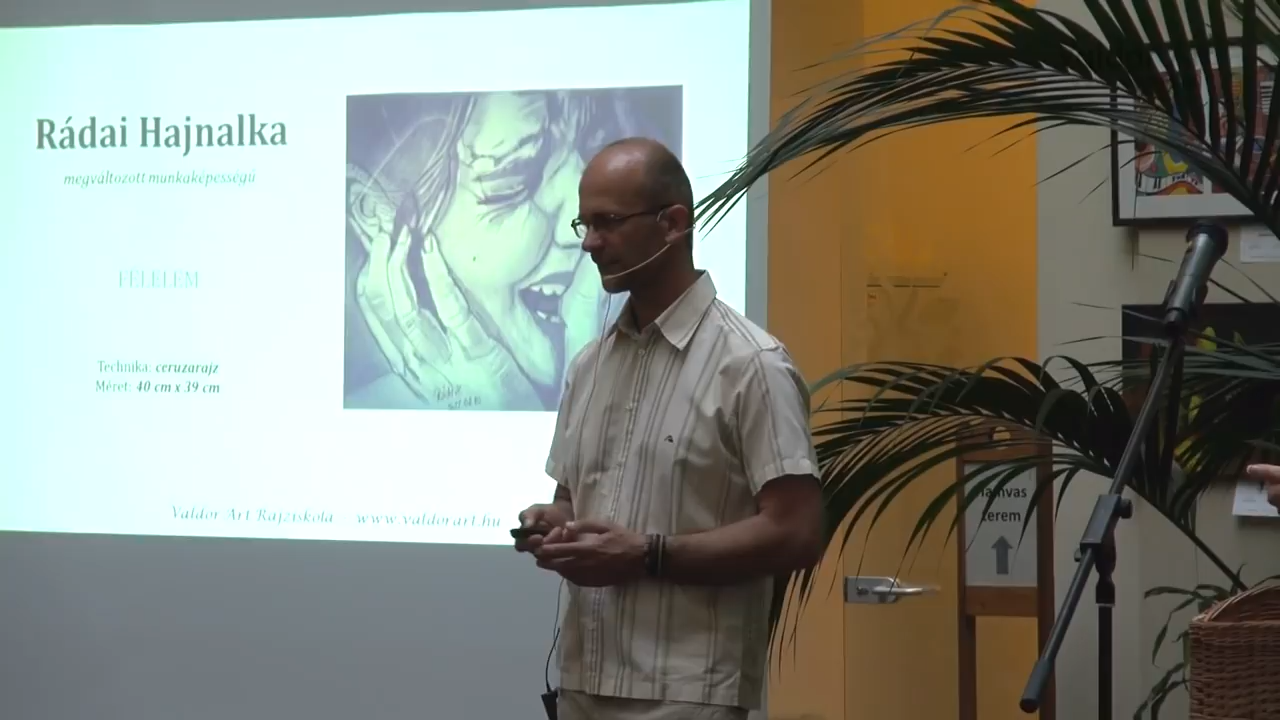 Rádai Hajnalka
megváltozott munkaképességű
FÉLELEM
Technika: ceruzarajz
Méret: 40 cm x 39 cm
Valdor Art Rajziskola www.valdorart.hu
Hamvas
terem